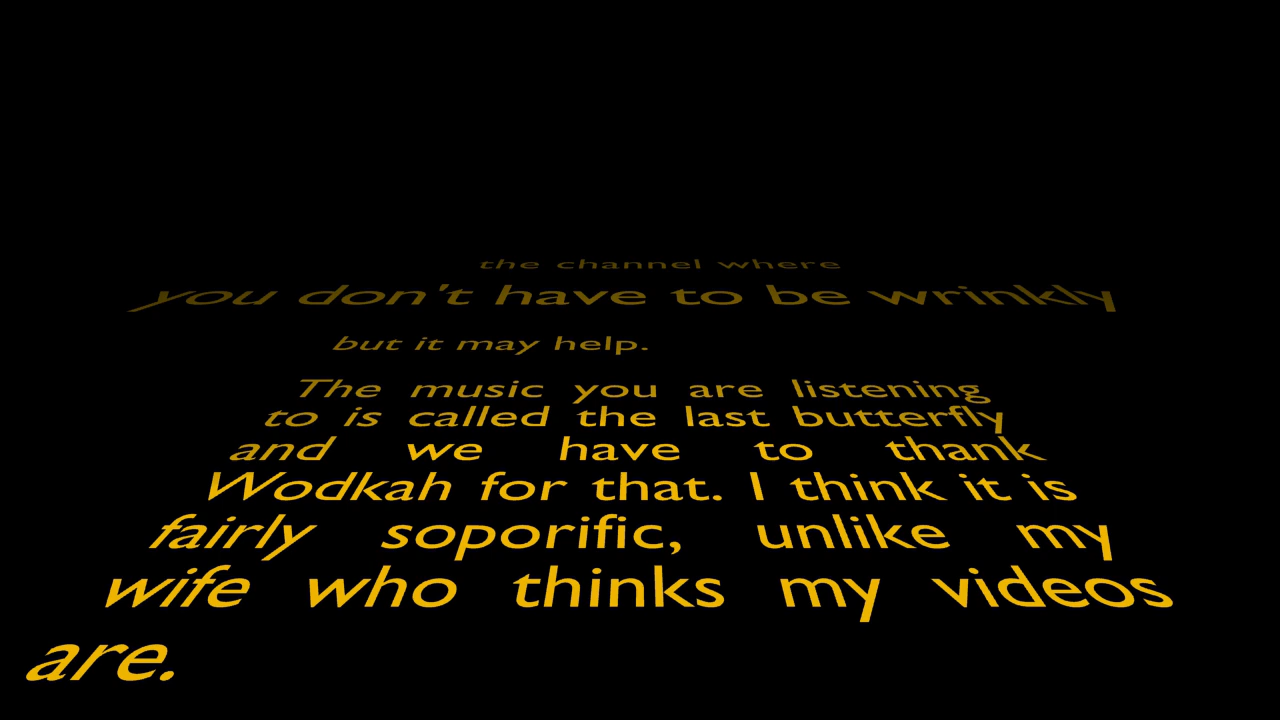 the channel where
you don't have to be wrinkly
but it may help.
The music you are listening
to is called the last butterfly
and we have to thank
Wodkah for that. I think it is
fairly soporific, unlike my
wife who thinks my videos
are.